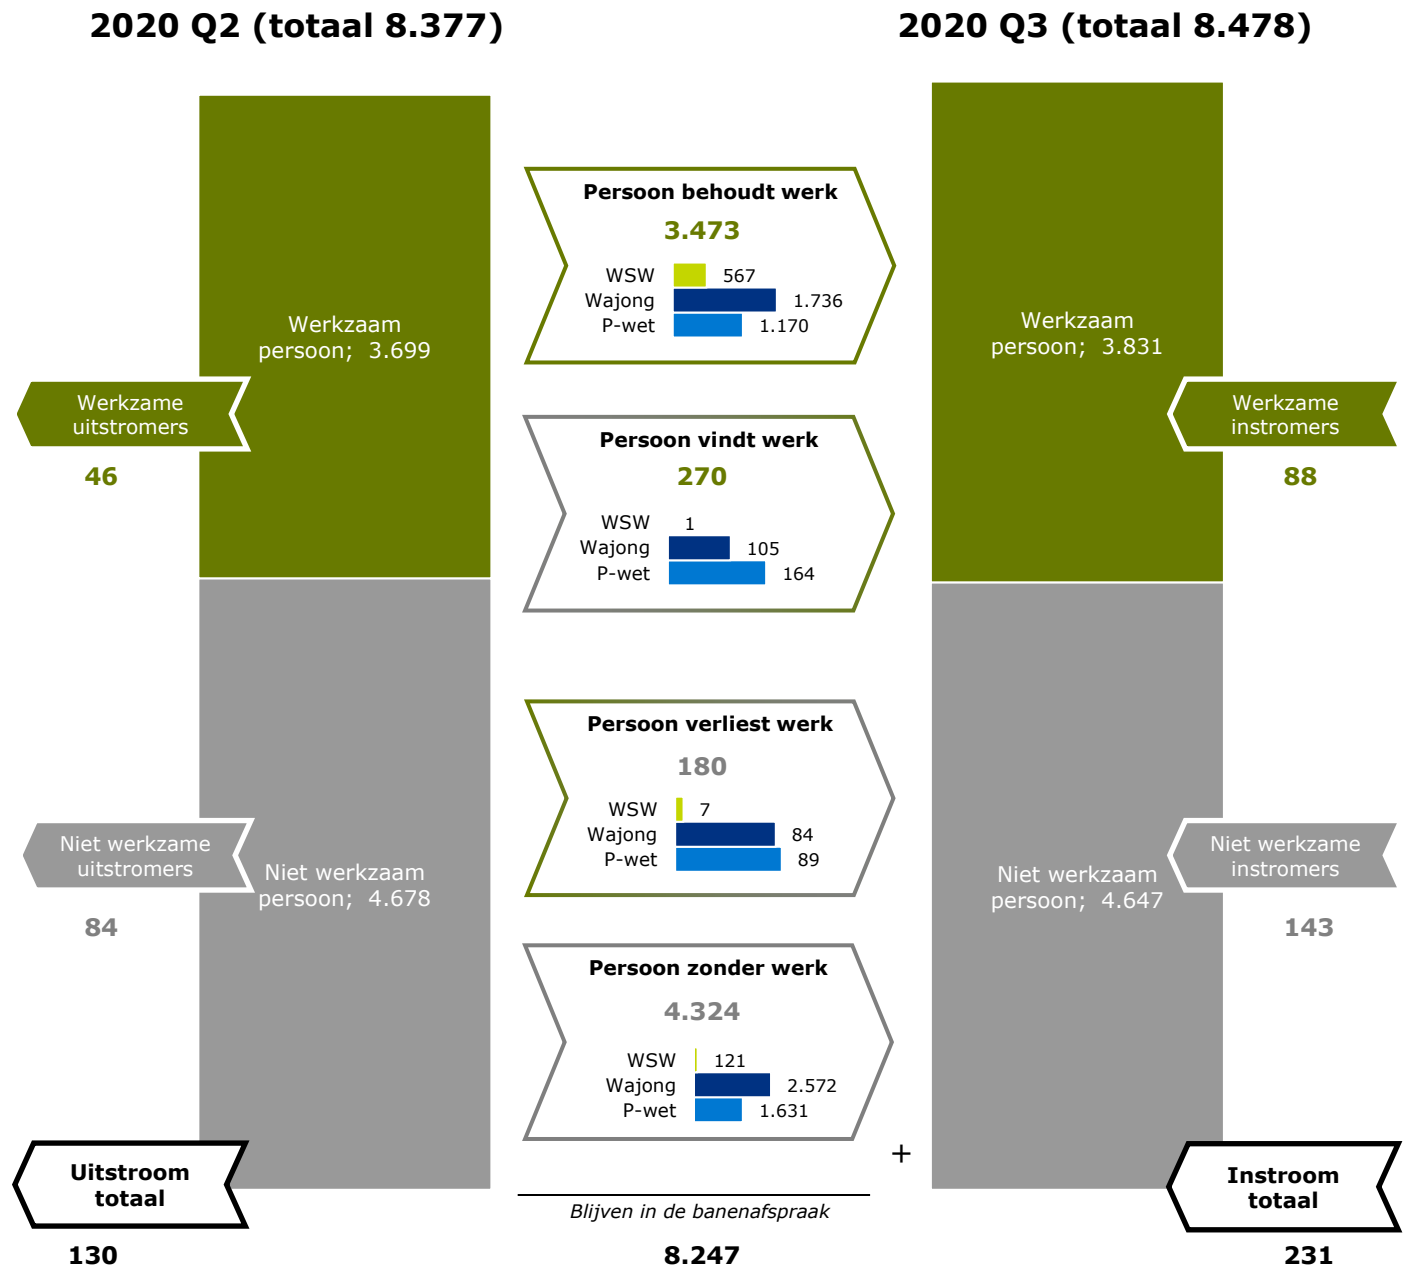 2020 Q2 (totaal 8.377)
2020 Q3 (totaal 8.478)
Werkzaam
persoon; 3.699
Werkzame
uitstromers
46
Niet werkzame
uitstromers
84
Niet werkzaam
persoon; 4.678
Uitstroom
totaal
130
Persoon behoudt werk
3.473
WSW 567
Wajong 1.736
P-wet 1.170
Persoon vindt werk
270
WSW 1
Wajong 105
P-wet 164
Persoon verliest werk
180
WSW 7
Wajong 84
P-wet 89
Persoon zonder werk
4.324
WSW 121
Wajong 2.572
P-wet 1.631
+
Blijven in de banenafspraak
8.247
Werkzaam
persoon; 3.831
Werkzame
instromers
88
Niet werkzaam
persoon; 4.647
Niet werkzame
instromers
143
Instroom
totaal
231